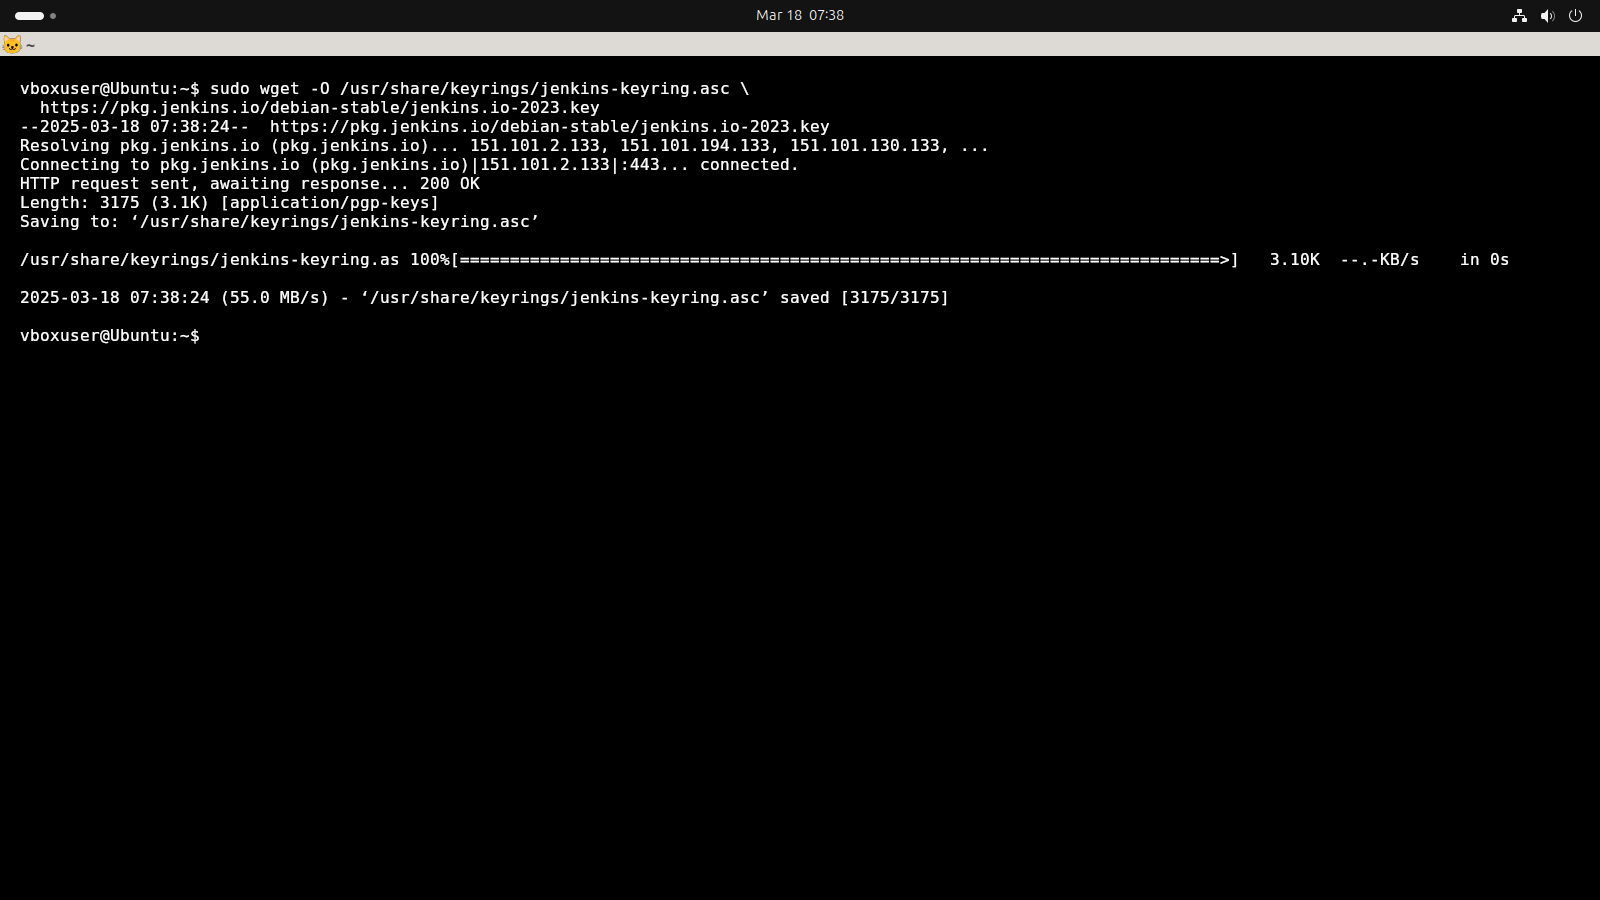 Mar 18 07:38
~
vboxuser@Ubuntu:~$ sudo wget -O /usr/share/keyrings/jenkins-keyring.asc \
  https://pkg.jenkins.io/debian-stable/jenkins.io-2023.key
--2025-03-18 07:38:24--  https://pkg.jenkins.io/debian-stable/jenkins.io-2023.key
Resolving pkg.jenkins.io (pkg.jenkins.io)... 151.101.2.133, 151.101.194.133, 151.101.130.133, ...
Connecting to pkg.jenkins.io (pkg.jenkins.io)|151.101.2.133|:443... connected.
HTTP request sent, awaiting response... 200 OK
Length: 3175 (3.1K) [application/pgp-keys]
Saving to: ‘/usr/share/keyrings/jenkins-keyring.asc’
/usr/share/keyrings/jenkins-keyring.as 100%[============================================================================>]   3.10K  --.-KB/s    in 0s
2025-03-18 07:38:24 (55.0 MB/s) - ‘/usr/share/keyrings/jenkins-keyring.asc’ saved [3175/3175]
vboxuser@Ubuntu:~$